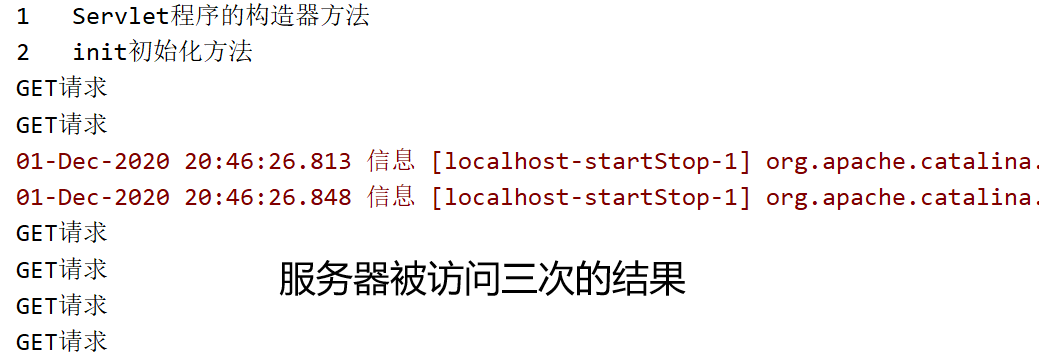 1 Servlet程序的构造器方法
2 init初始化方法
GET请求
GET请求
01-Dec-2020 20:46:26.813 信息 [localhost-startStop-1] org.apache.catalina.
01-Dec-2020 20:46:26.848 信息 [localhost-startStop-1] org.apache.catalina.
GET请求
GET请求
服务器被访问三次的结果
GET请求
GET请求